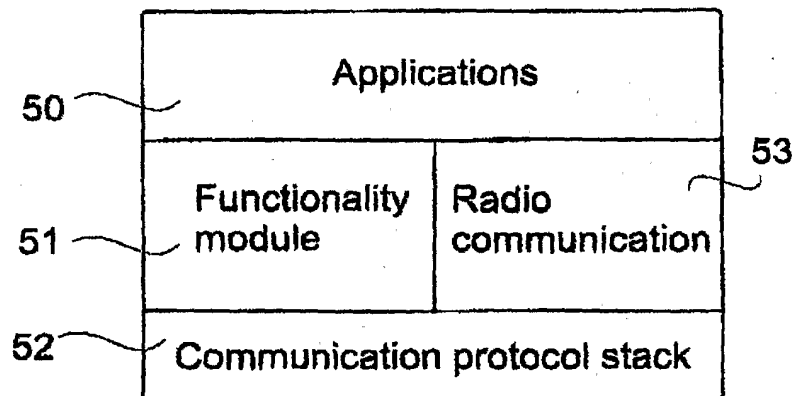 Applications
50
53
Functionality
module
Radio
communication
51
52
Communication protocol stack